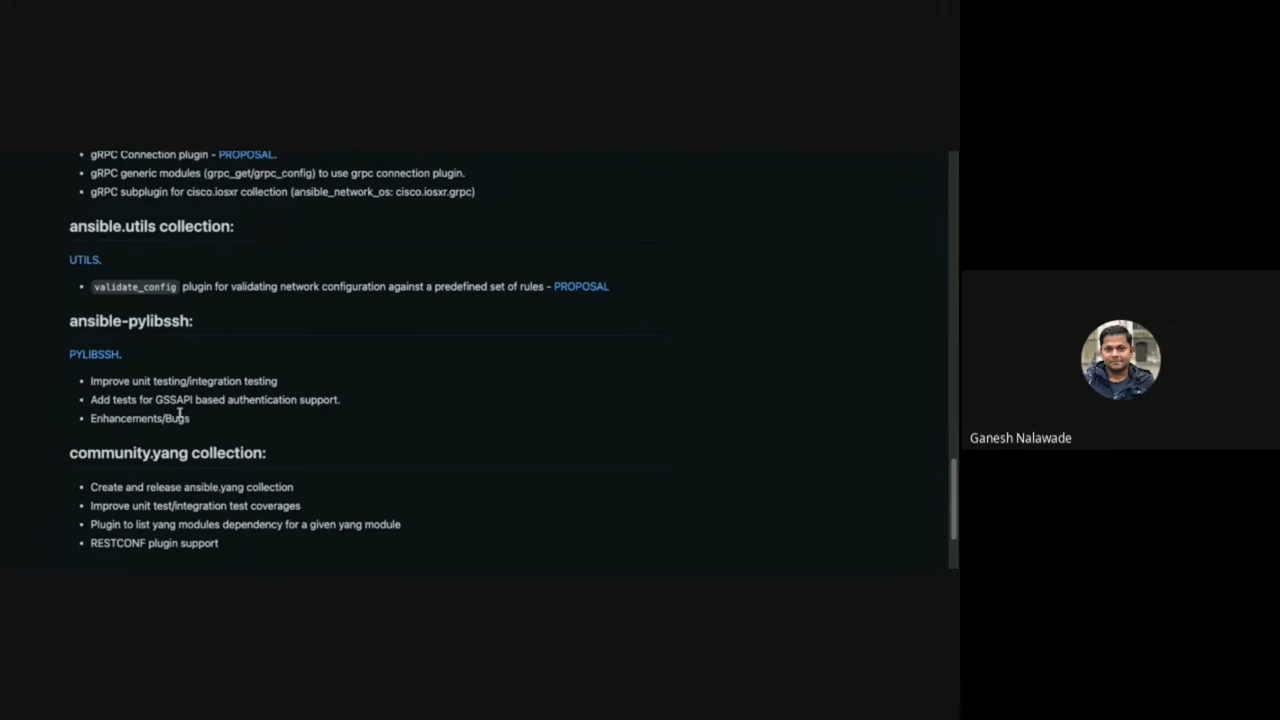 gRPC Connection plugin - PROPOSAL.
gRPC generic modules (grpc_get/grpc_config) to use grpc connection plugin.
gRPC subplugin for cisco.iosxr collection (ansible_network_os: cisco.iosxr.grpc)
ansible.utils collection:
UTILS.
validate_config plugin for validating network configuration against a predefined set of rules - PROPOSAL
ansible-pylibssh:
PYLIBSSH.
Improve unit testing/integration testing
Add tests for GSSAPI based authentication support.
Enhancements/Bugs
community.yang collection:
Create and release ansible.yang collection
Improve unit test/integration test coverages
Plugin to list yang modules dependency for a given yang module
RESTCONF plugin support
Ganesh Nalawade